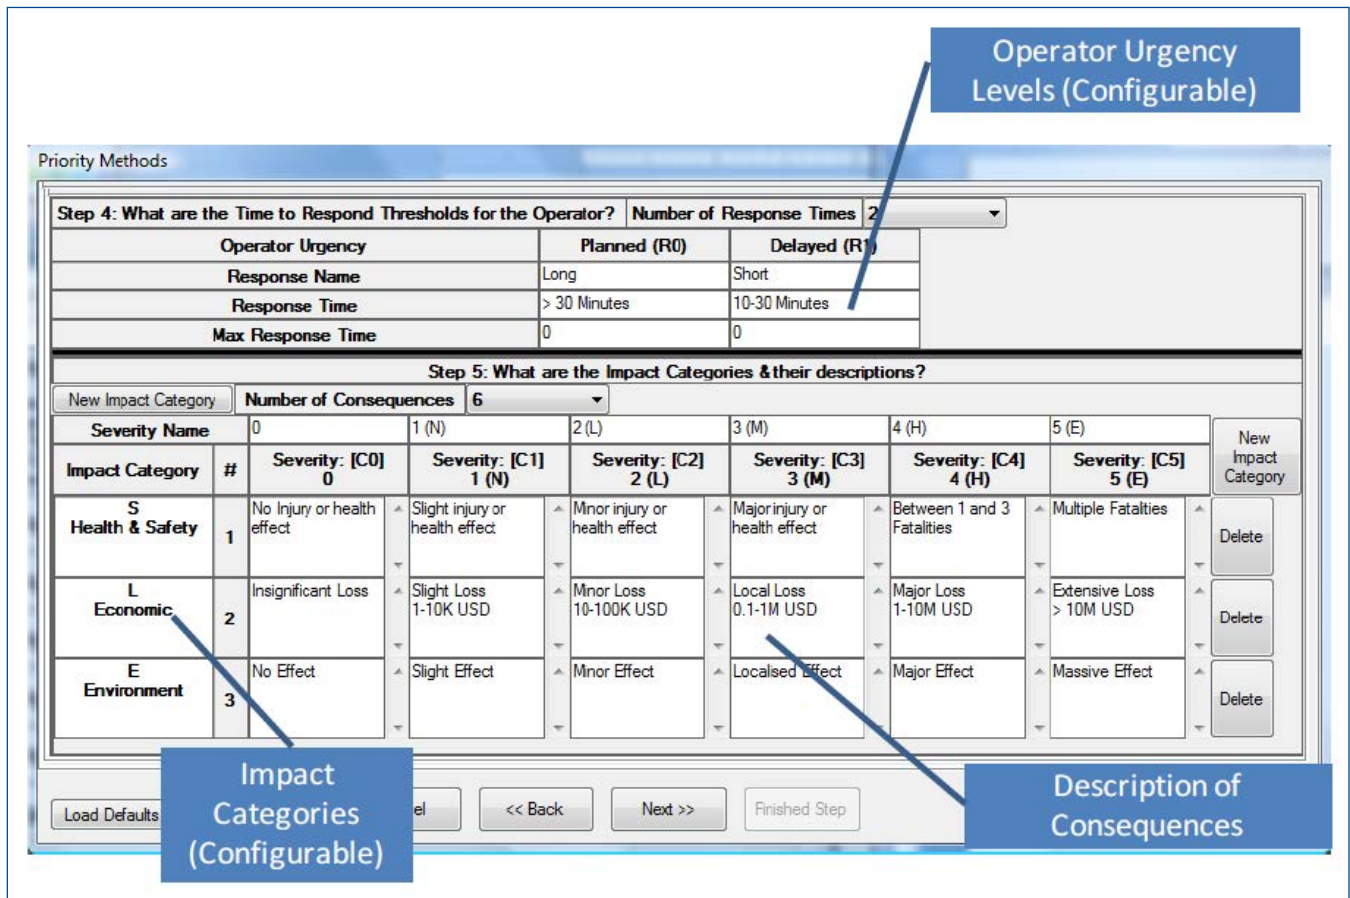 Operator Urgency
Levels (Configurable)
Priority Methods
Step 4: What are the Time to Respond Thresholds for the Operator? Number of Response Times 2
Operator Urgency Planned (R0) Delayed (R1)
Response Name Long Short
Response Time > 30 Minutes 10-30 Minutes
Max Response Time 0 0
Step 5: What are the Impact Categories & their descriptions?
New Impact Category Number of Consequences 6
Severity Name 0 1 (N) 2 (L) 3 (M) 4 (H) 5 (E)
New Impact Category
Impact Category # Severity: [C0] Severity: [C1] Severity: [C2] Severity: [C3] Severity: [C4] Severity: [C5]
0 1 (N) 2 (L) 3 (M) 4 (H) 5 (E)
S No Injury or health Slight injury or Minor injury or Major injury or Between 1 and 3 Multiple Fatalties
Health & Safety 1 effect health effect health effect health effect Fatalities Delete
L Insignificant Loss Slight Loss Minor Loss Local Loss Major Loss Extensive Loss
Economic 2 1-10K USD 10-100K USD 0.1-1M USD 1-10M USD > 10M USD Delete
E No Effect Slight Effect Minor Effect Localised Effect Major Effect Massive Effect
Environment 3 Delete
Load Defaults << Back Next >> Finished Step
Impact
Categories
(Configurable)
Description of
Consequences